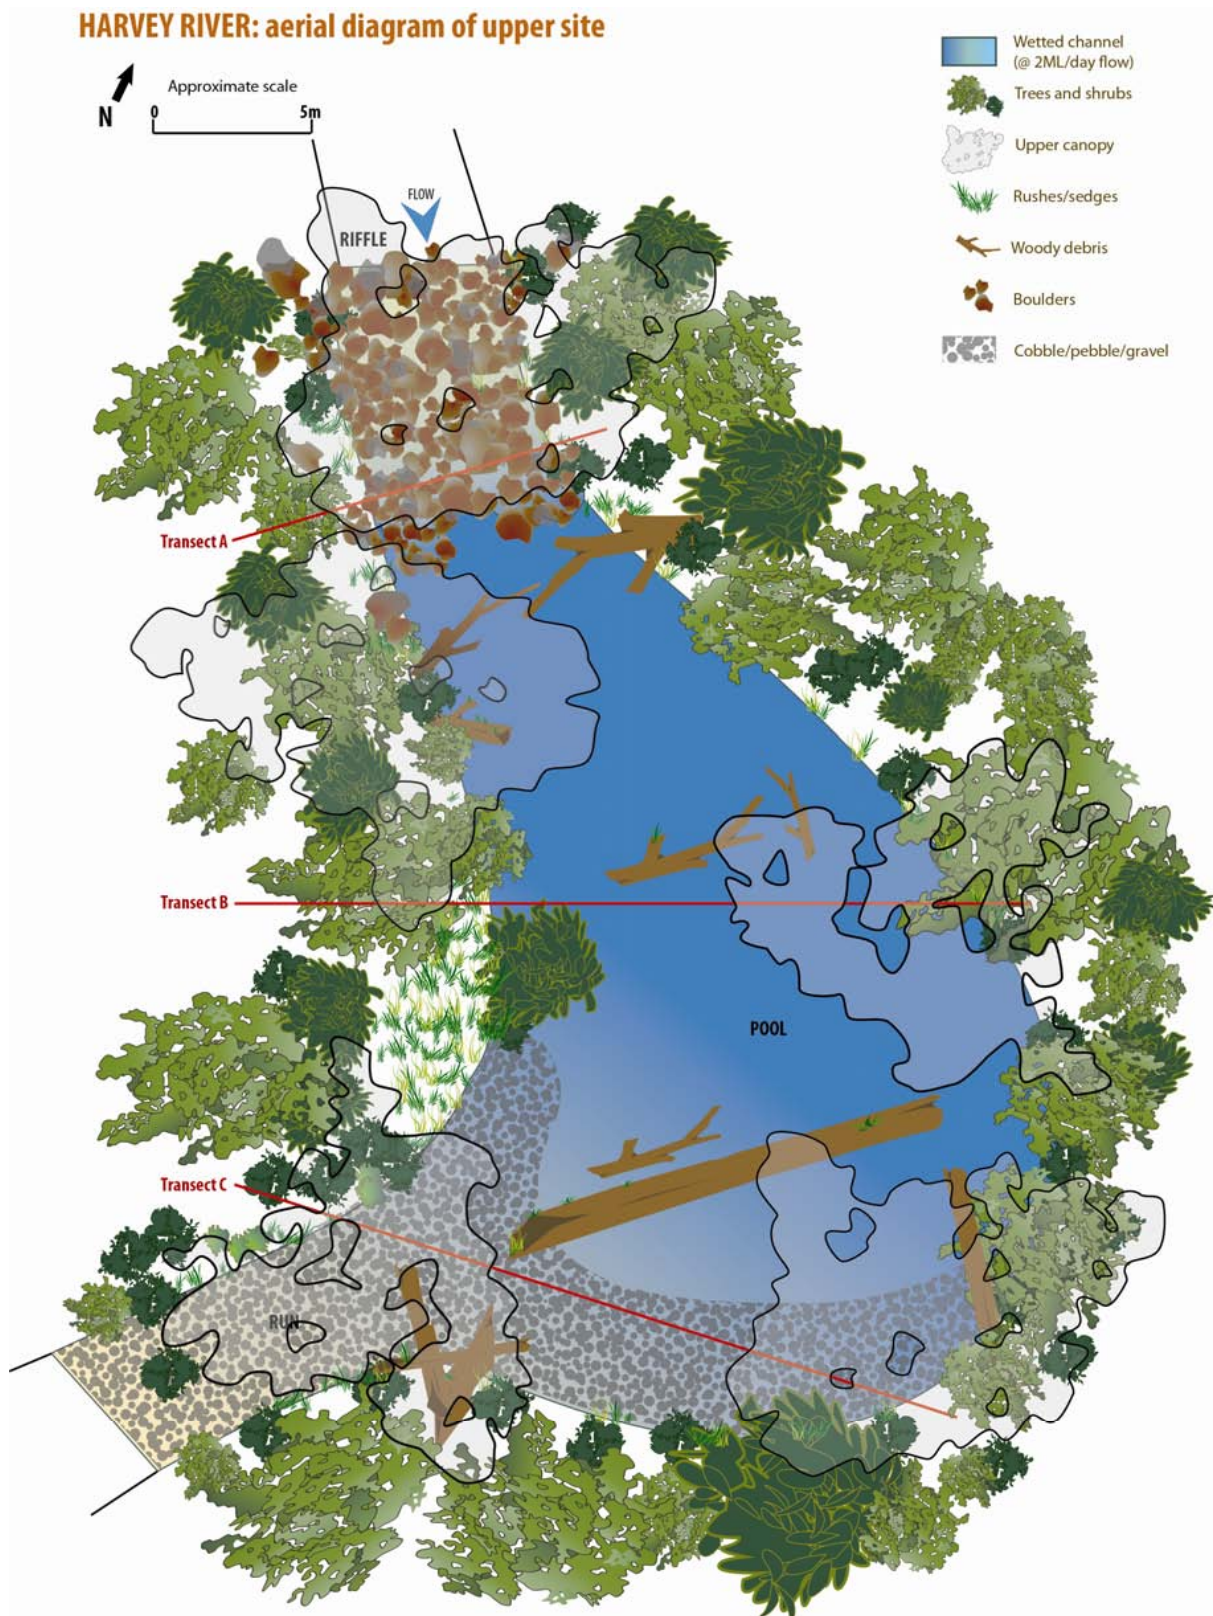 HARVEY RIVER: aerial diagram of upper site
N
Approximate scale
0 5m
Wetted channel
(@ 2ML/day flow)
Trees and shrubs
Upper canopy
Rushes/sedges
Woody debris
Boulders
Cobble/pebble/gravel
FLOW
RIFFLE
Transect A
Transect B
POOL
Transect C
RUN